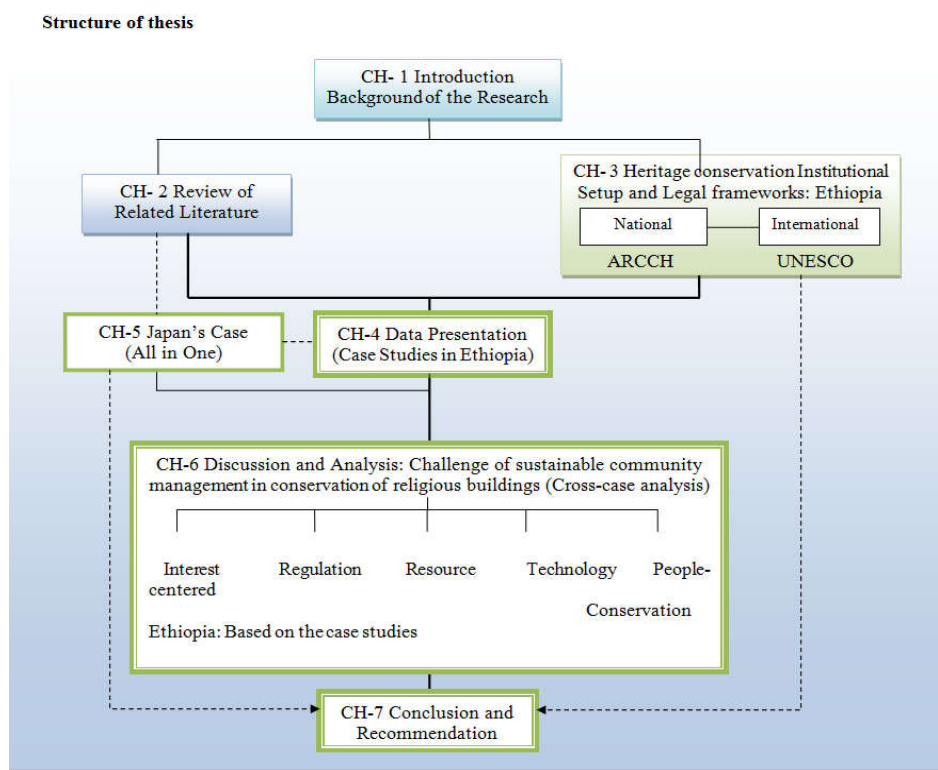 Structure of thesis
CH- 1 Introduction
Background of the Research
CH- 2 Review of
Related Literature
CH- 3 Heritage conservation Institutional
Setup and Legal frameworks: Ethiopia
National
International
ARCCH
UNESCO
CH-5 Japan's Case
(All in One)
CH-4 Data Presentation
(Case Studies in Ethiopia)
CH-6 Discussion and Analysis: Challenge of sustainable community
management in conservation of religious buildings (Cross-case analysis)
Interest Regulation Resource Technology People-
centered
Conservation
Ethiopia: Based on the case studies
CH-7 Conclusion and
Recommendation